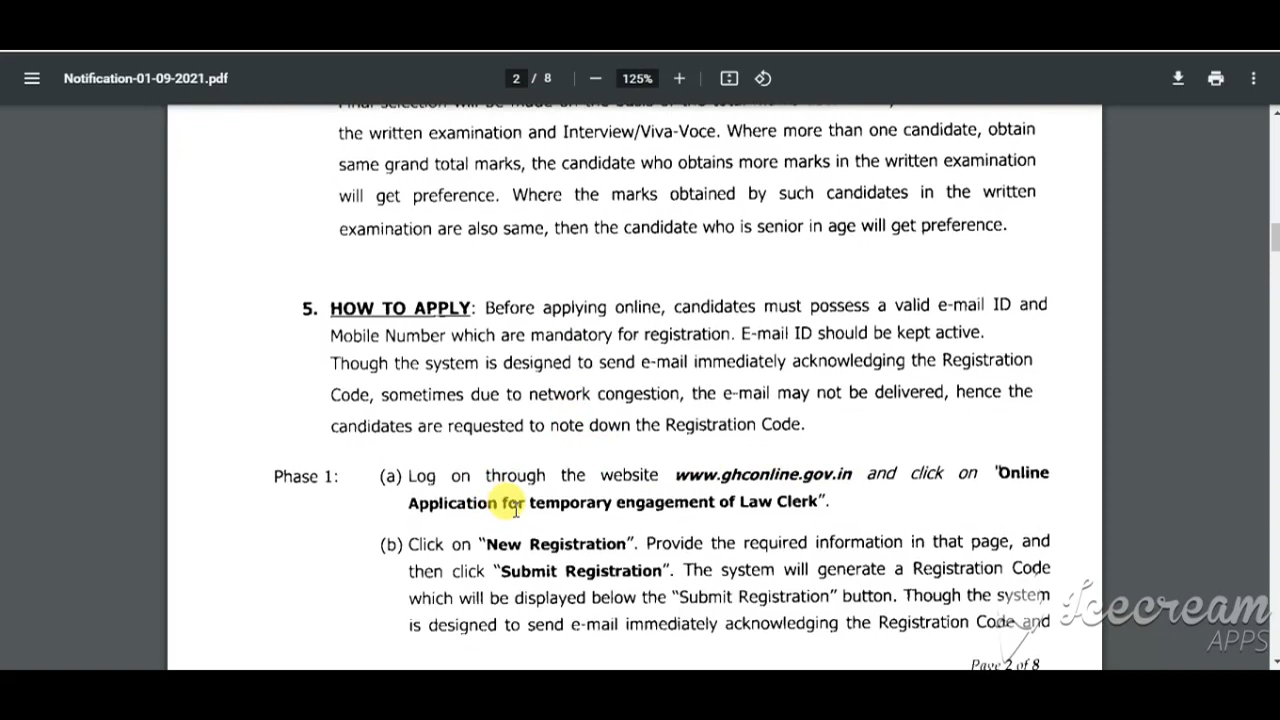 Notification-01-09-2021.pdf
2 / 8
125%
the written examination and Interview/Viva-Voce. Where more than one candidate, obtain
same grand total marks, the candidate who obtains more marks in the written examination
will get preference. Where the marks obtained by such candidates in the written
examination are also same, then the candidate who is senior in age will get preference.
5. HOW TO APPLY: Before applying online, candidates must possess a valid e-mail ID and
Mobile Number which are mandatory for registration. E-mail ID should be kept active.
Though the system is designed to send e-mail immediately acknowledging the Registration
Code, sometimes due to network congestion, the e-mail may not be delivered, hence the
candidates are requested to note down the Registration Code.
Phase 1: (a) Log on through the website www.ghconline.gov.in and click on "Online
Application for temporary engagement of Law Clerk".
(b) Click on "New Registration". Provide the required information in that page, and
then click "Submit Registration". The system will generate a Registration Code
which will be displayed below the "Submit Registration" button. Though the system
is designed to send e-mail immediately acknowledging the Registration Code and
Icecream
APPS
Page 2 of 8